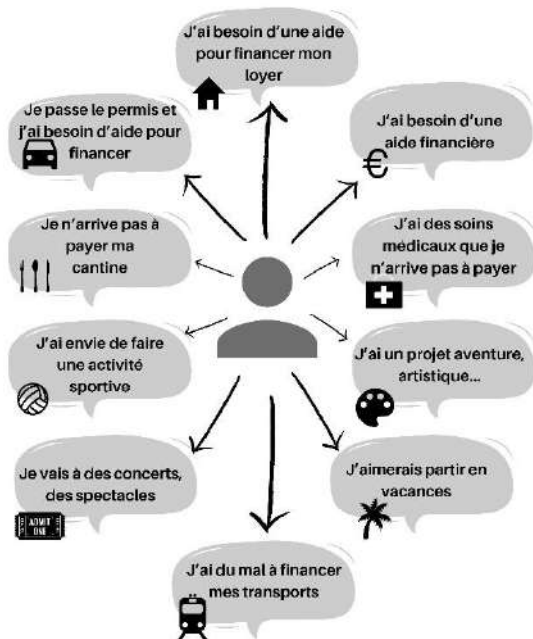 J'ai besoin d'une aide
pour financer mon
loyer
Je passe le permis et
j'ai besoin d'aide pour
financer
J'ai besoin d'une
aide financière
€
Je n'arrive pas à
payer ma
cantine
J'ai des soins
médicaux que je
n'arrive pas à payer
J'ai envie de faire
une activité
sportive
J'ai un projet aventure,
artistique...
Je vais à des concerts,
des spectacles
ADMIT
ONE
J'aimerais partir en
vacances
J'ai du mal à financer
mes transports